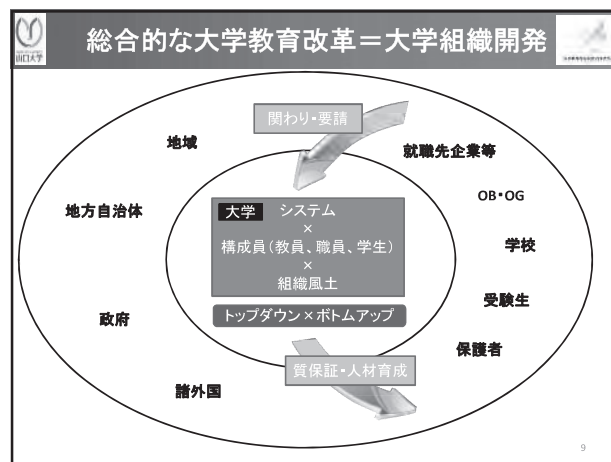 山口大学
総合的な大学教育改革＝大学組織開発
関わり・要請
地域
就職先企業等
OB・OG
地方自治体
大学 システム
×
構成員（教員、職員、学生）
×
組織風土
学校
受験生
トップダウン×ボトムアップ
政府
保護者
質保証・人材育成
諸外国
9